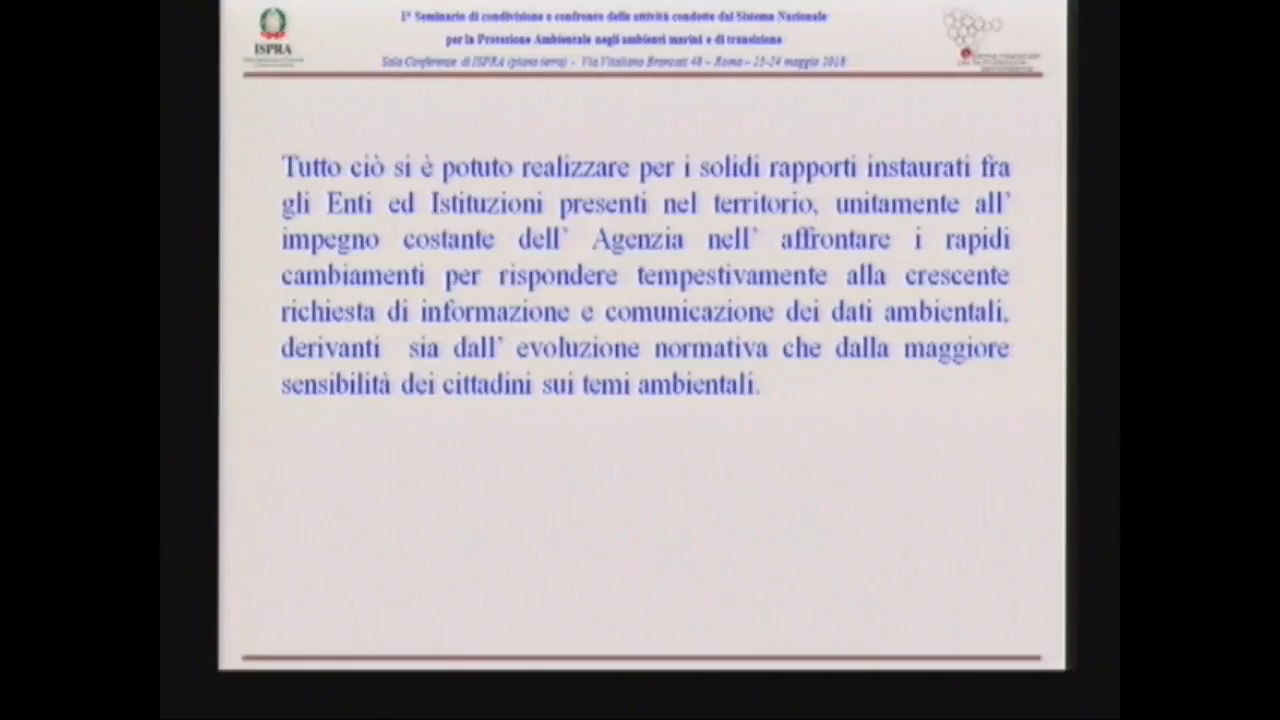 1° Seminario di condivisione e confronto delle attività condotte dal Sistema Nazionale
per la Protezione Ambientale negli ambienti marini e di transizione
Sala Conferenze di ISPRA (piano terra) - Via Vitaliano Brancati 48 – Roma – 23-24 maggio 2018
ISPRA
Tutto ciò si è potuto realizzare per i solidi rapporti instaurati fra
gli Enti ed Istituzioni presenti nel territorio, unitamente all'
impegno costante dell' Agenzia nell' affrontare i rapidi
cambiamenti per rispondere tempestivamente alla crescente
richiesta di informazione e comunicazione dei dati ambientali,
derivanti sia dall' evoluzione normativa che dalla maggiore
sensibilità dei cittadini sui temi ambientali.